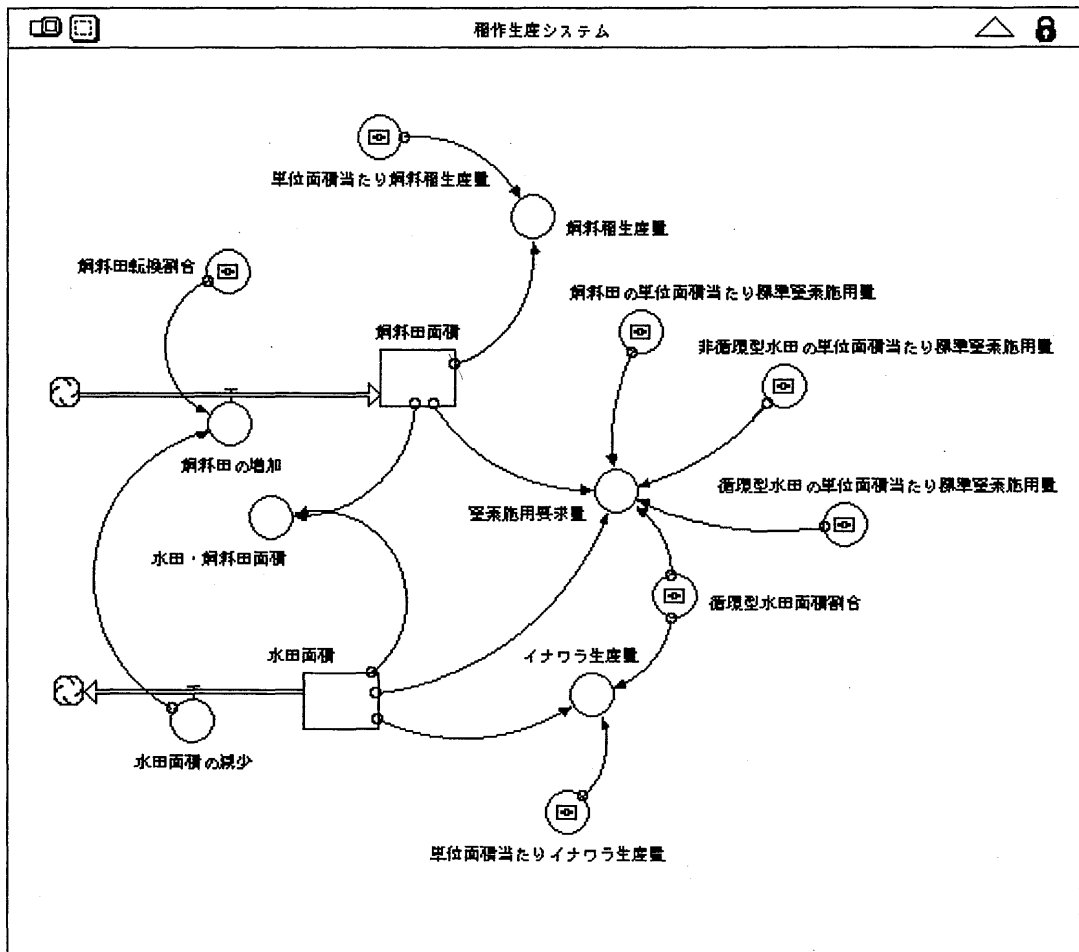 稲作生産システム
単位面積当たり飼料稲生産量
飼料稲生産量
飼料田転換割合
飼料田の単位面積当たり標準窒素施用量
飼料田面積
非循環型水田の単位面積当たり標準窒素施用量
飼料田の増加
循環型水田の単位面積当たり標準窒素施用量
窒素施用要求量
水田・飼料田面積
循環型水田面積割合
水田面積
イナワラ生産量
水田面積の減少
単位面積当たりイナワラ生産量